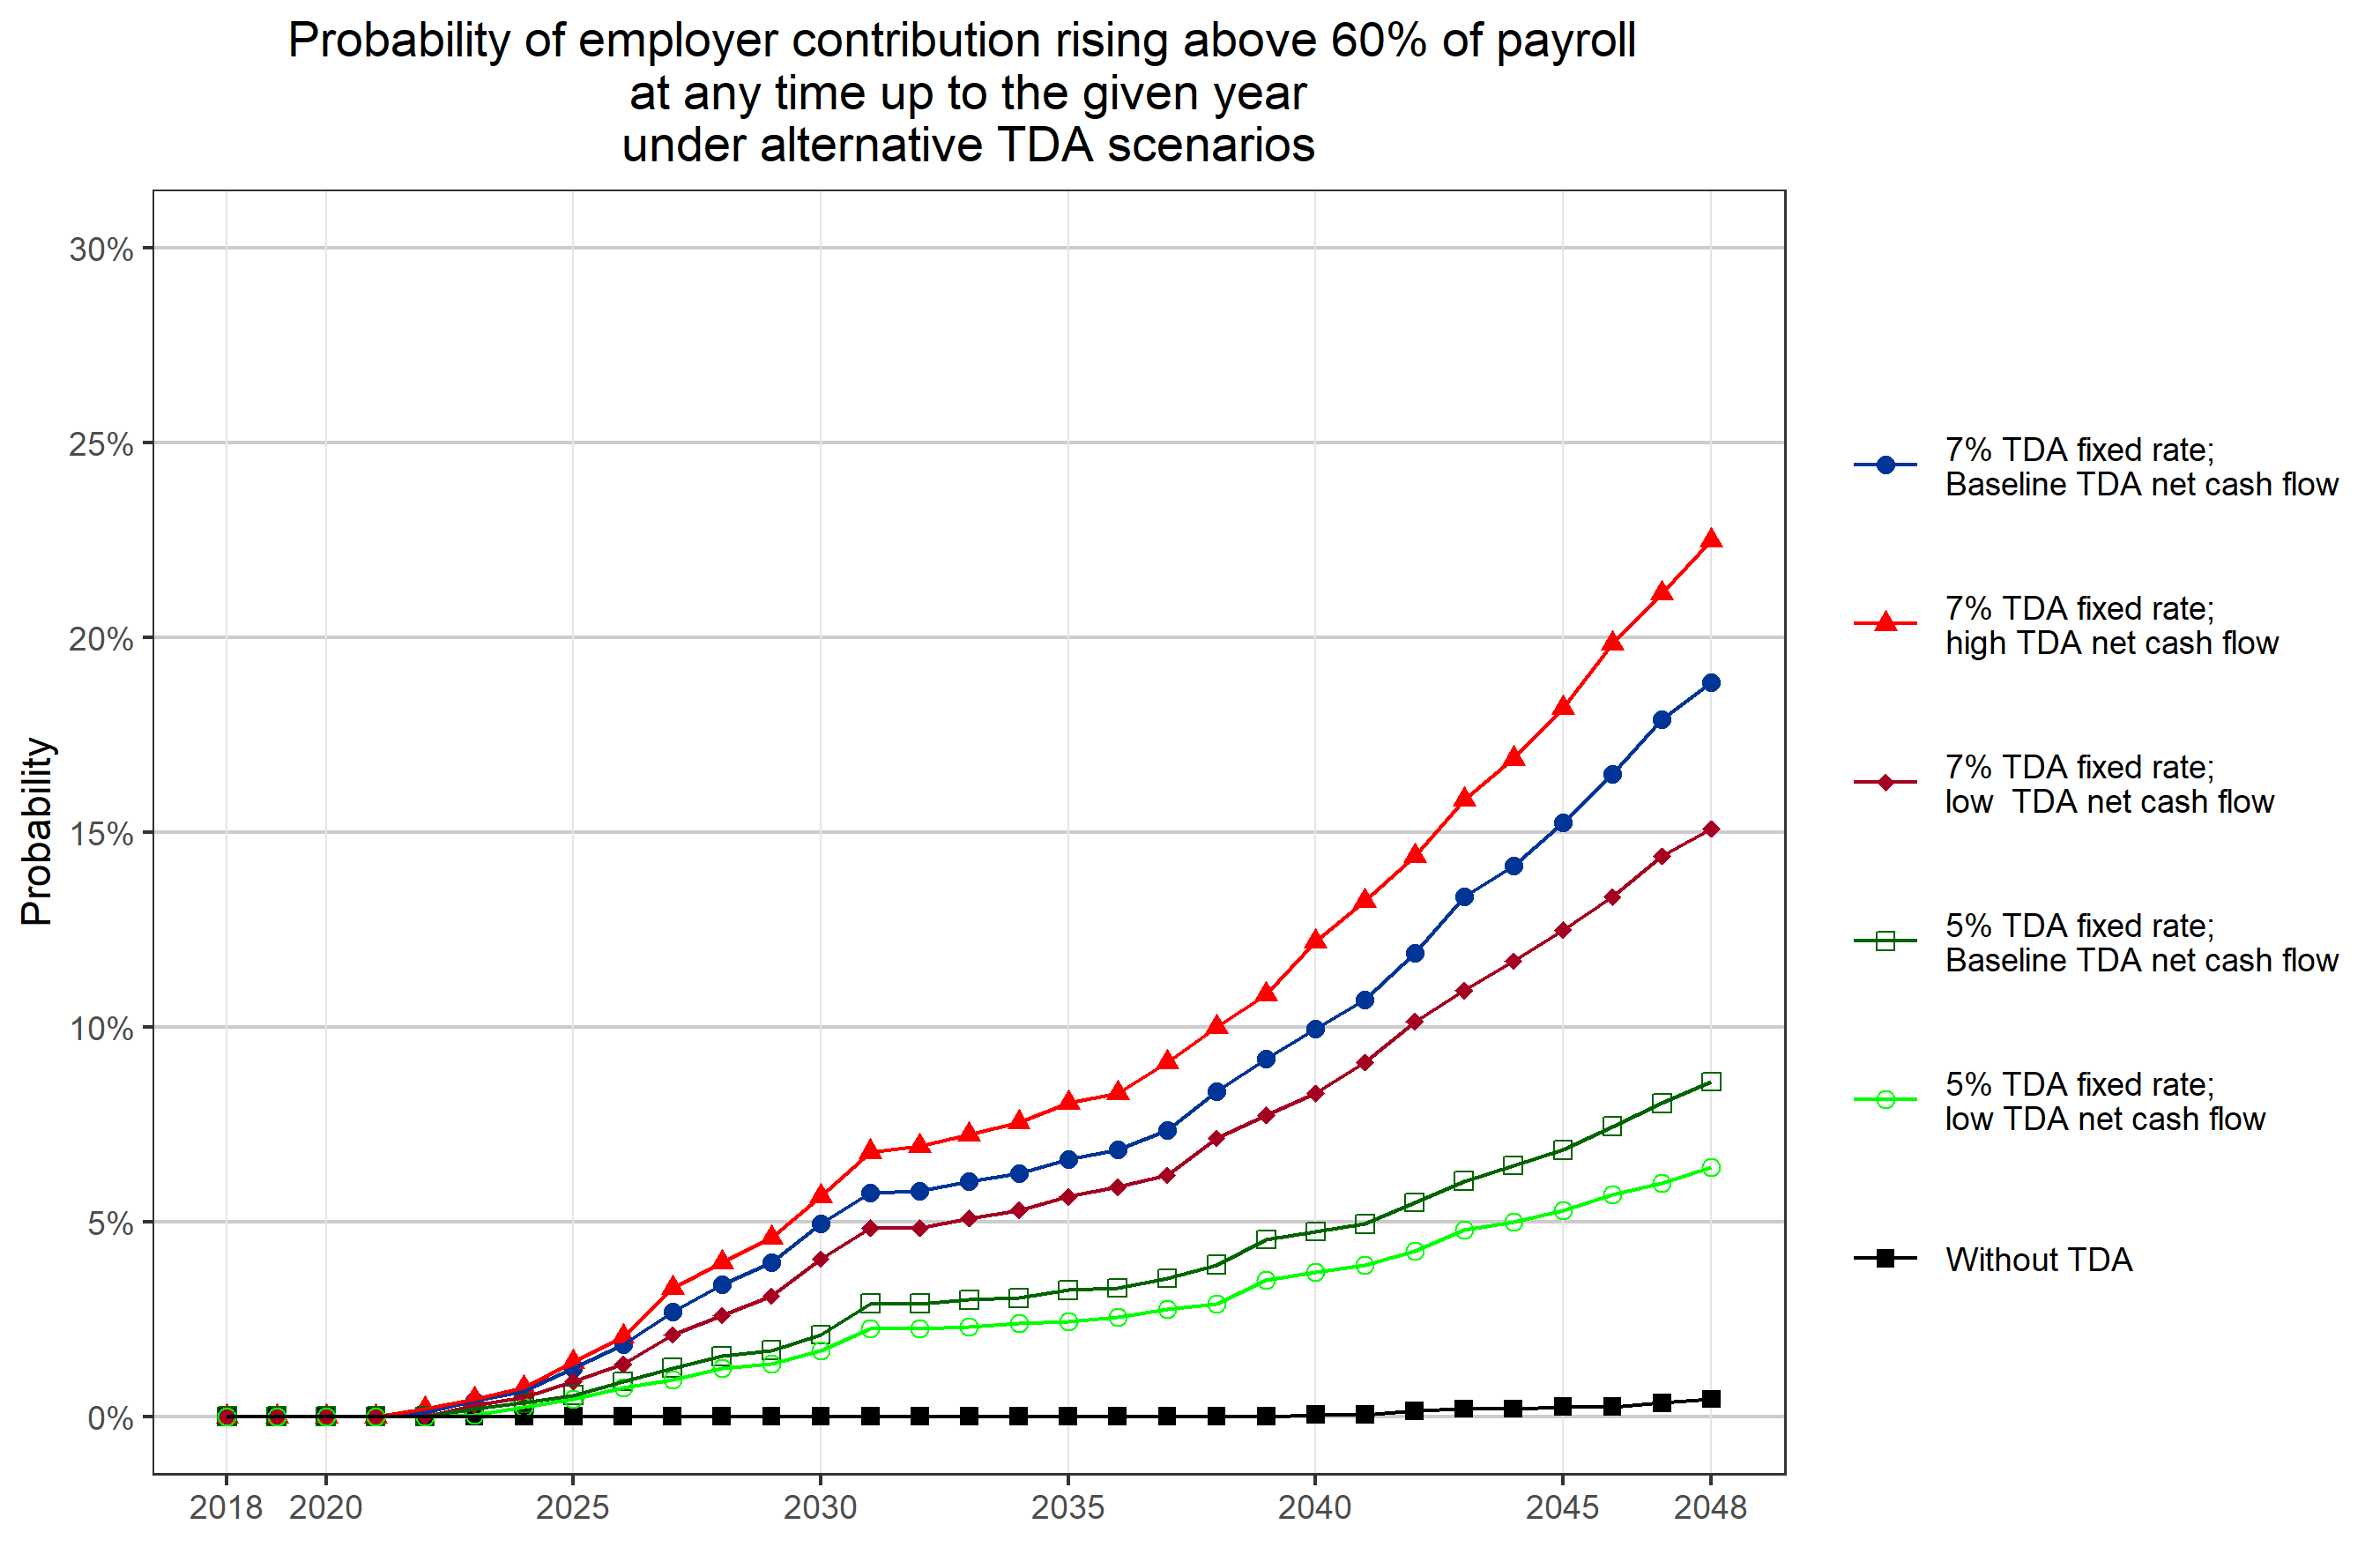 Probability of employer contribution rising above 60% of payroll
at any time up to the given year
under alternative TDA scenarios
Probability
30%
25%
20%
15%
10%
5%
0%
2018 2020 2025 2030 2035 2040 2045 2048
7% TDA fixed rate;
Baseline TDA net cash flow
7% TDA fixed rate;
high TDA net cash flow
7% TDA fixed rate;
low  TDA net cash flow
5% TDA fixed rate;
Baseline TDA net cash flow
5% TDA fixed rate;
low TDA net cash flow
Without TDA